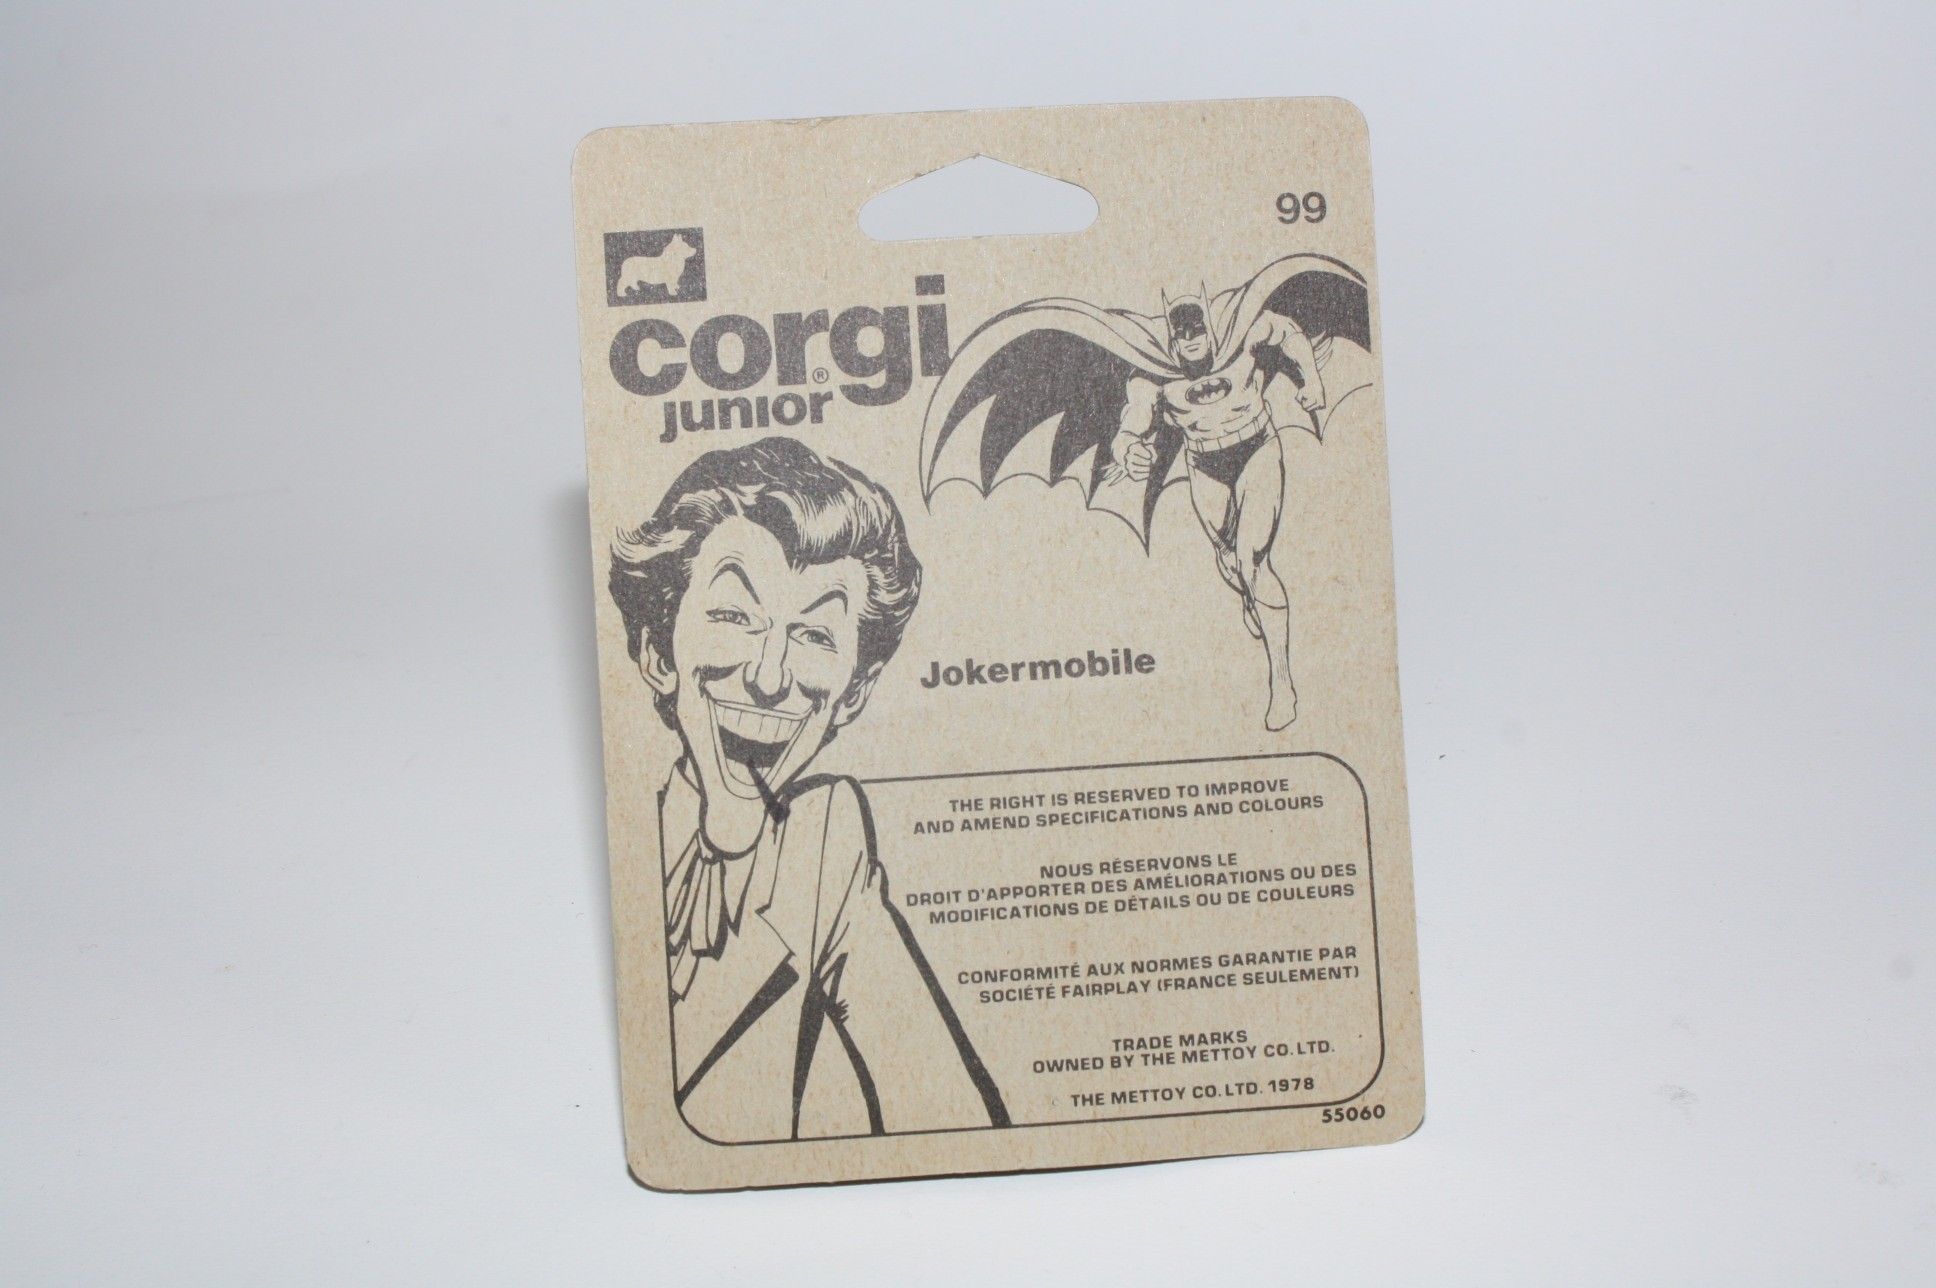 99
corgi®
junior
Jokermobile
THE RIGHT IS RESERVED TO IMPROVE
AND AMEND SPECIFICATIONS AND COLOURS
NOUS RÉSERVONS LE
DROIT D'APPORTER DES AMÉLIORATIONS OU DES
MODIFICATIONS DE DÉTAILS OU DE COULEURS
CONFORMITÉ AUX NORMES GARANTIE PAR
SOCIÉTÉ FAIRPLAY (FRANCE SEULEMENT)
TRADE MARKS
OWNED BY THE METTOY CO. LTD.
THE METTOY CO. LTD. 1978
55060